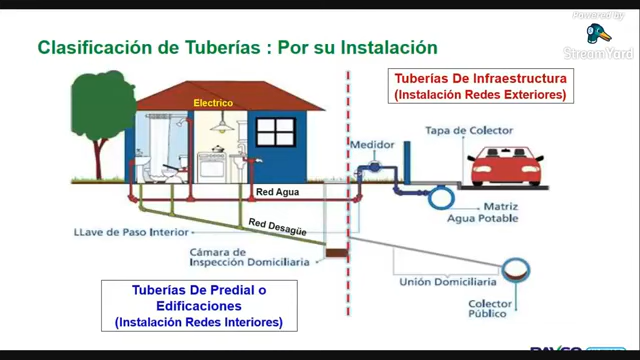 Powered by
StreamYard
Clasificación de Tuberías : Por su Instalación
Tuberías De Infraestructura
(Instalación Redes Exteriores)
Electrico
Medidor
Tapa de Colector
Red Agua
Matriz
Agua Potable
Red Desagüe
LLave de Paso Interior
Cámara de
Inspección Domiciliaria
Unión Domiciliaria
Colector
Público
Tuberías De Predial o
Edificaciones
(Instalación Redes Interiores)